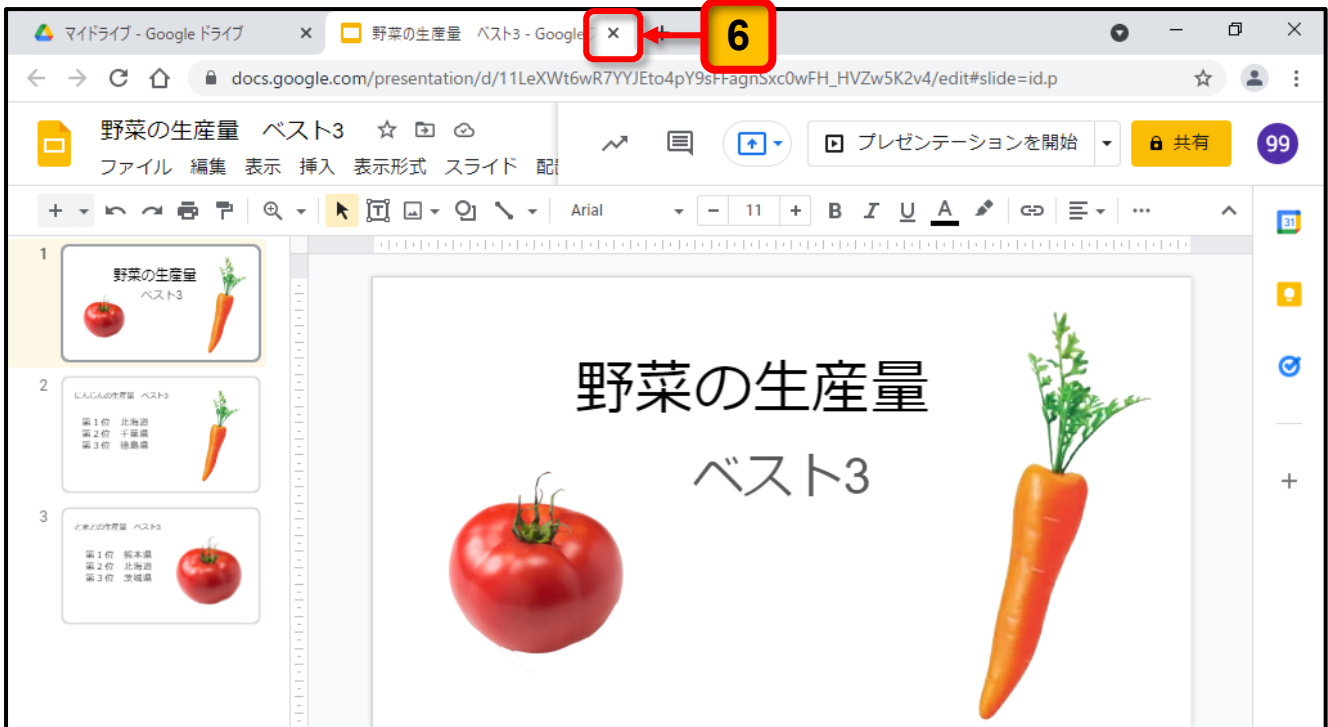 マイドライブ - Google ドライブ
野菜の生産量　ベスト3 - Google
6
docs.google.com/presentation/d/11LeXWt6wR7YYJEto4pY9sFFagnSxc0wFH_HVZw5K2v4/edit#slide=id.p
野菜の生産量　ベスト3
ファイル 編集 表示 挿入 表示形式 スライド
プレゼンテーションを開始
共有
99
Arial
11
B I U A
31
1
野菜の生産量
ベスト3
2
にんじんの生産量　ベスト3
第1位　北海道
第2位　千葉県
第3位　徳島県
3
とまとの生産量　ベスト3
第1位　熊本県
第2位　北海道
第3位　茨城県
野菜の生産量
ベスト3